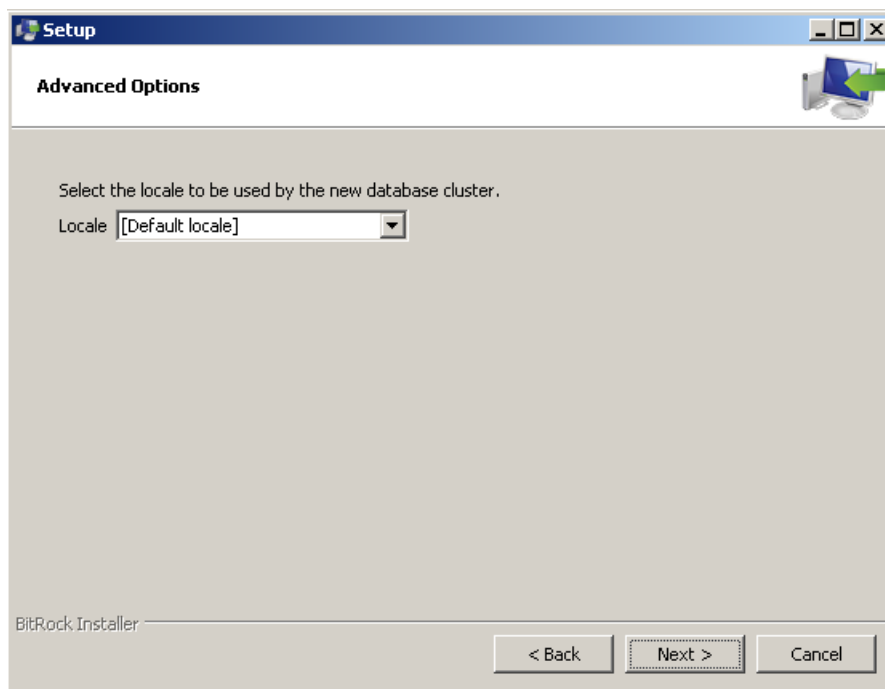 Setup
Advanced Options
Select the locale to be used by the new database cluster.
Locale [Default locale]
BitRock Installer
< Back Next > Cancel